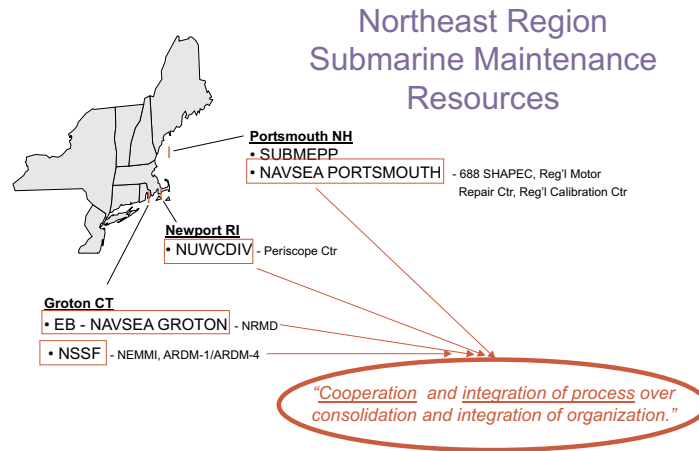 Northeast Region
Submarine Maintenance
Resources
Portsmouth NH
• SUBMEPP
• NAVSEA PORTSMOUTH - 688 SHAPEC, Reg'l Motor
Repair Ctr, Reg'l Calibration Ctr
Newport RI
• NUWCDIV - Periscope Ctr
Groton CT
• EB - NAVSEA GROTON - NRMD
• NSSF - NEMMI, ARDM-1/ARDM-4
“Cooperation and integration of process over
consolidation and integration of organization.”